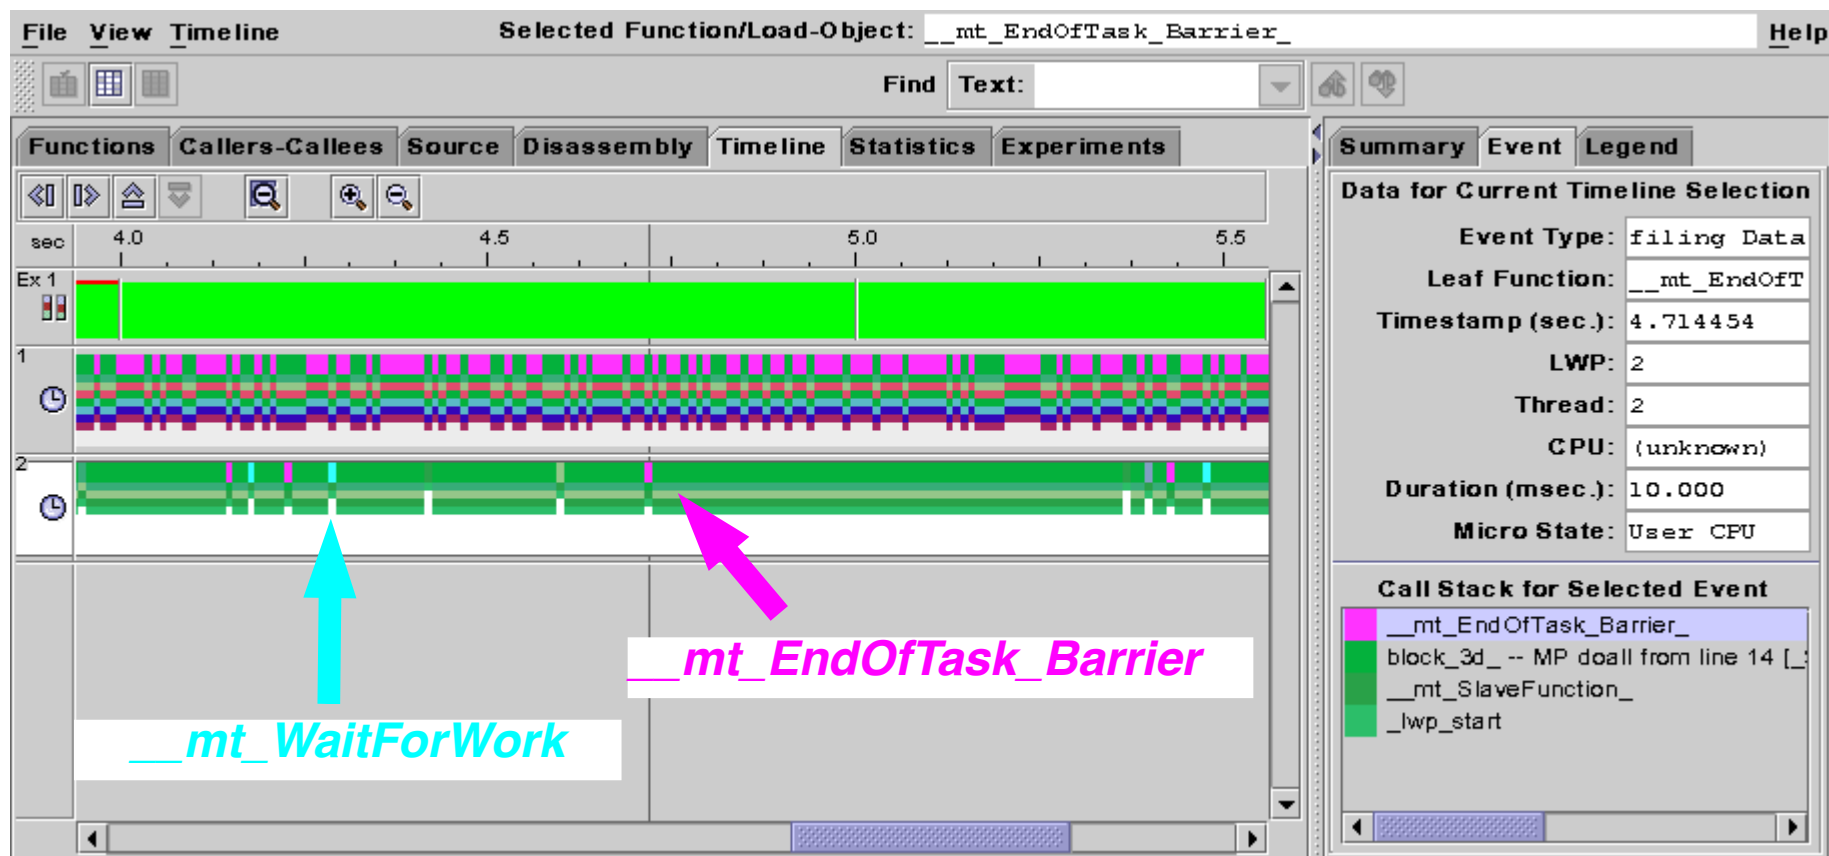 File View Timeline Selected Function/Load-Object: __mt_EndOfTask_Barrier_ Help
Find Text:
Functions Callers-Callees Source Disassembly Timeline Statistics Experiments
Summary Event Legend
sec 4.0 4.5 5.0 5.5
Ex 1
1
2
__mt_EndOfTask_Barrier
__mt_WaitForWork
Data for Current Timeline Selection
Event Type: filing Data
Leaf Function: __mt_EndOfT
Timestamp (sec.): 4.714454
LWP: 2
Thread: 2
CPU: (unknown)
Duration (msec.): 10.000
Micro State: User CPU
Call Stack for Selected Event
__mt_EndOfTask_Barrier_
block_3d_ -- MP doall from line 14 [_
__mt_SlaveFunction_
_lwp_start